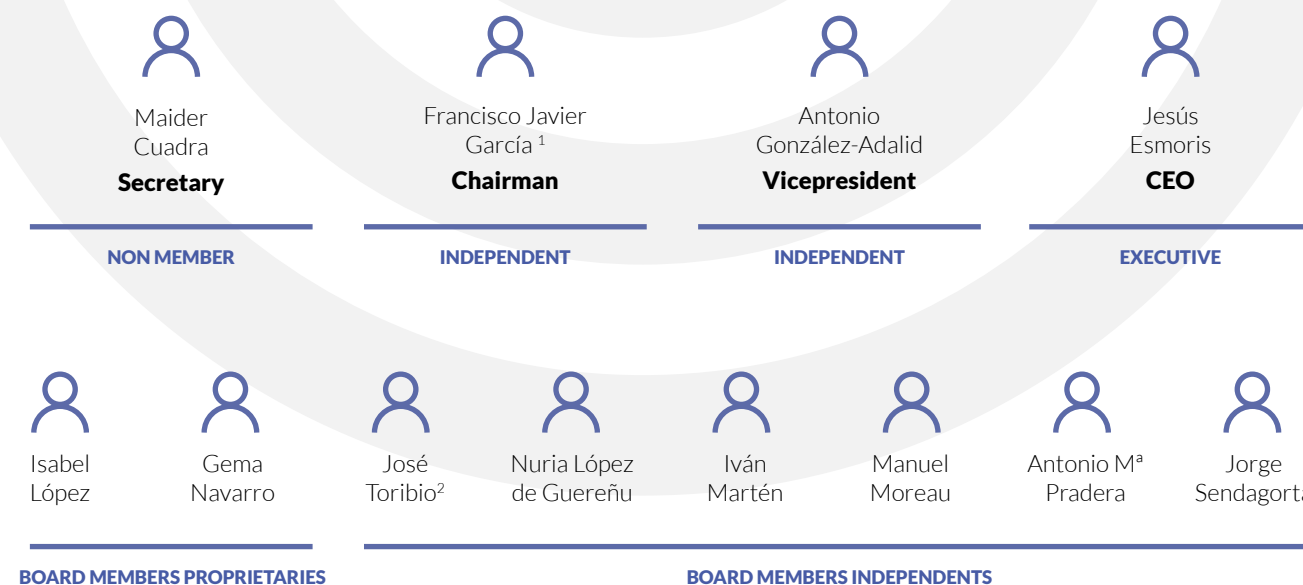 Maider
Cuadra
Secretary
NON MEMBER
Francisco Javier
García ¹
Chairman
INDEPENDENT
Antonio
González-Adalid
Vicepresident
INDEPENDENT
Jesús
Esmoris
CEO
EXECUTIVE
Isabel
López
Gema
Navarro
BOARD MEMBERS PROPRIETARIES
José
Toribio²
Nuria López
de Guereñu
Iván
Martén
Manuel
Moreau
Antonio Mª
Pradera
Jorge
Sendagorta
BOARD MEMBERS INDEPENDENTS